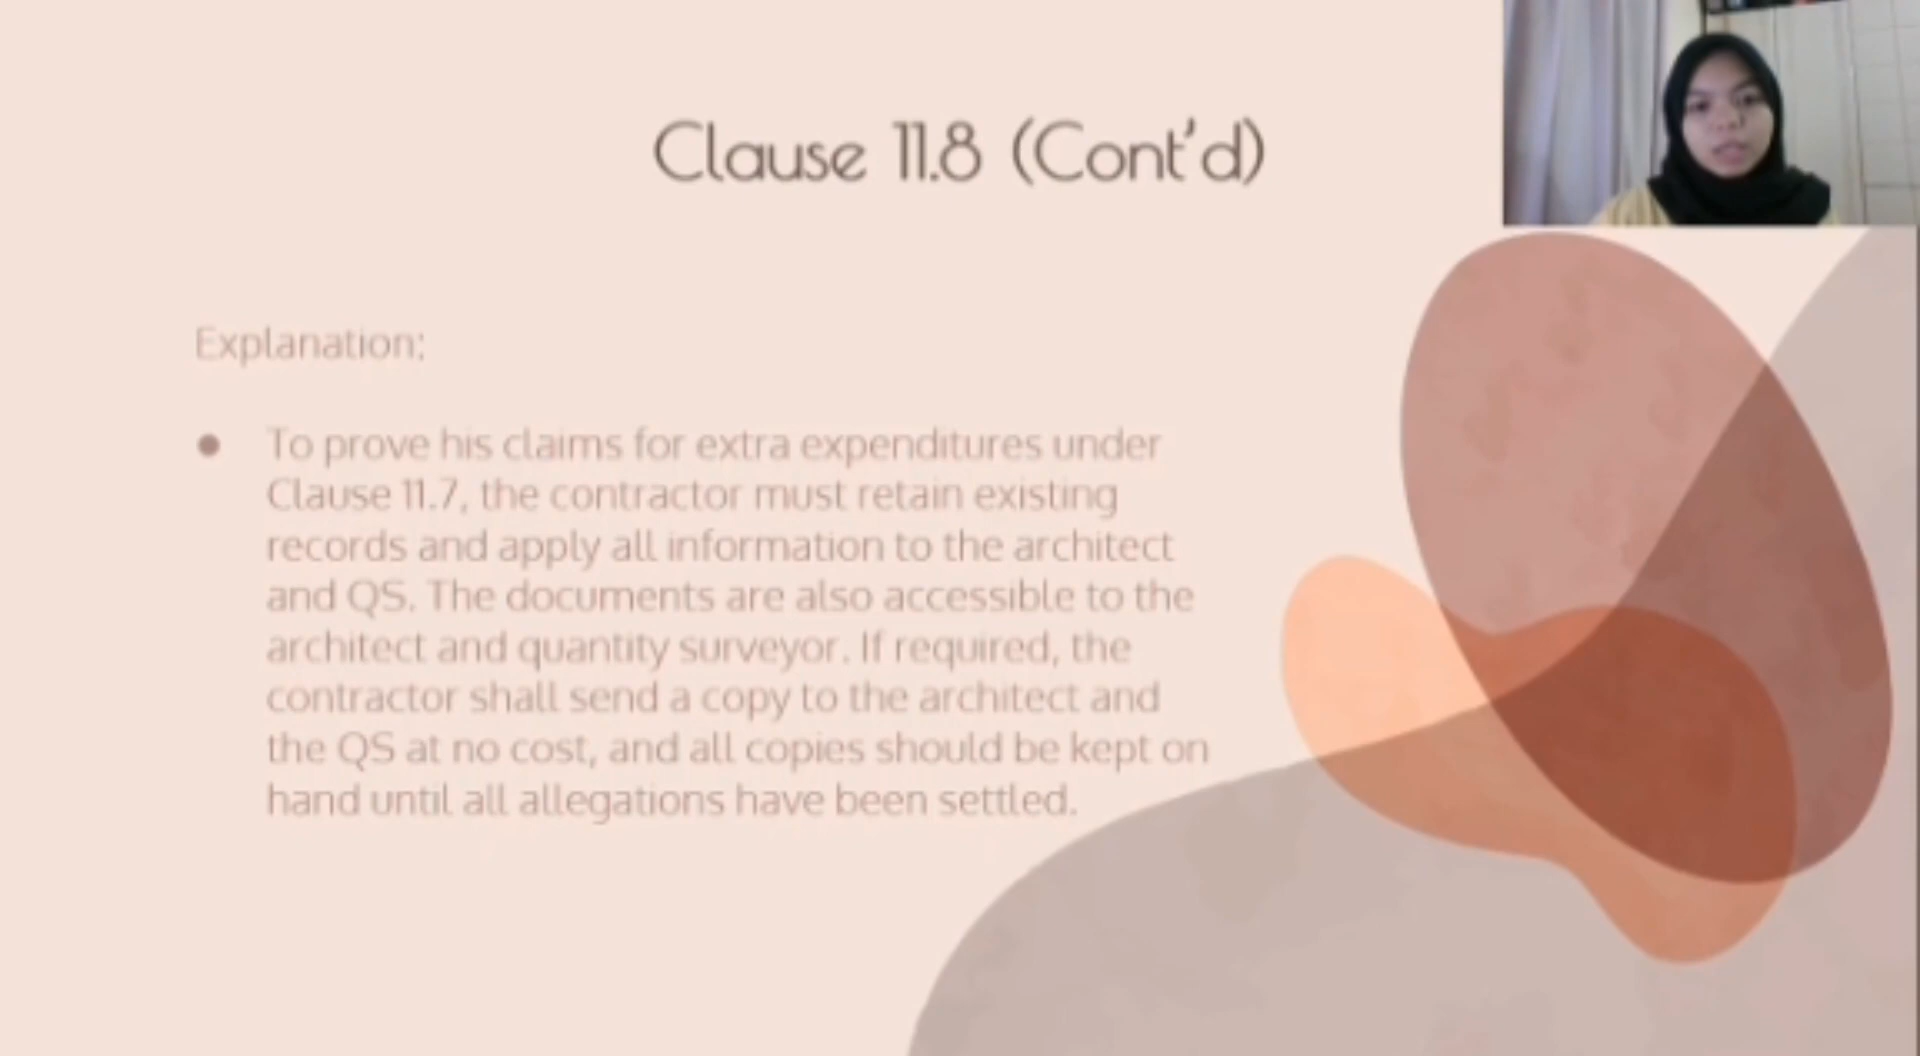 Clause 11.8 (Cont'd)
Explanation:
● To prove his claims for extra expenditures under
Clause 11.7, the contractor must retain existing
records and apply all information to the architect
and QS. The documents are also accessible to the
architect and quantity surveyor. If required, the
contractor shall send a copy to the architect and
the QS at no cost, and all copies should be kept on
hand until all allegations have been settled.